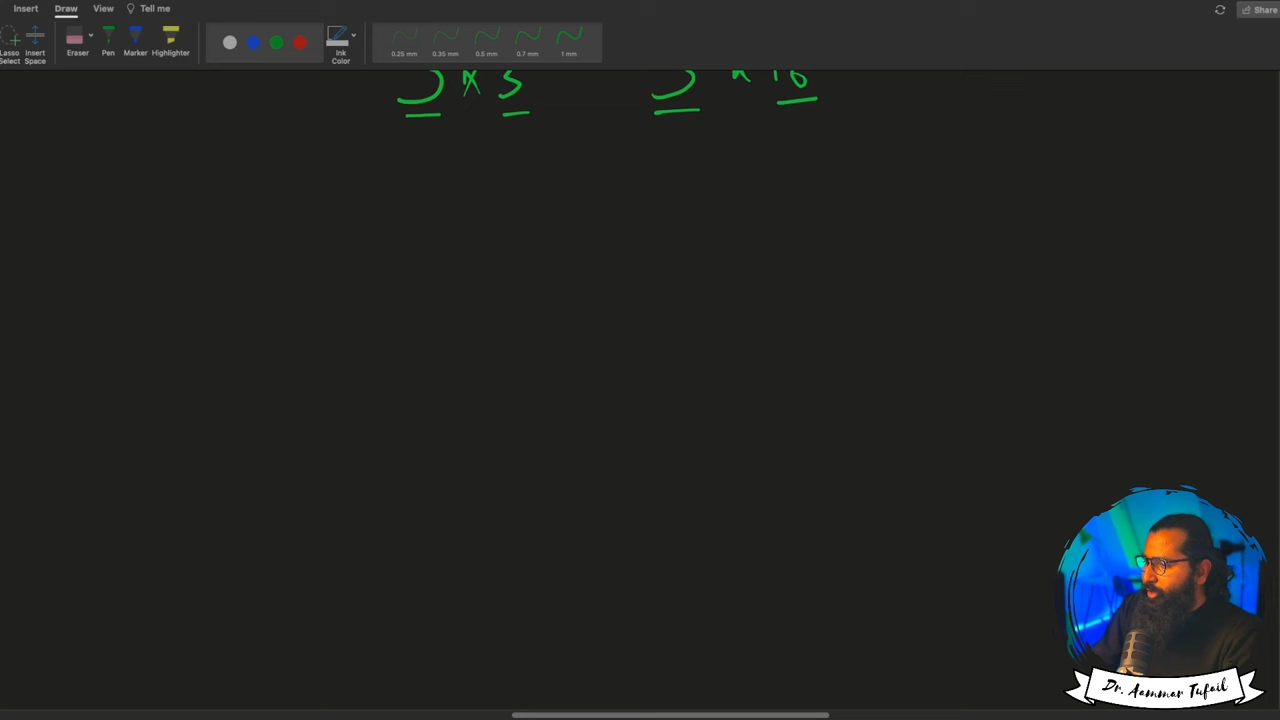 Insert Draw View Tell me
Share
Lasso Select
Insert Space
Eraser
Pen
Marker
Highlighter
Ink Color
0.25 mm
0.35 mm
0.5 mm
0.7 mm
1 mm
Dr. Aammar Tufail